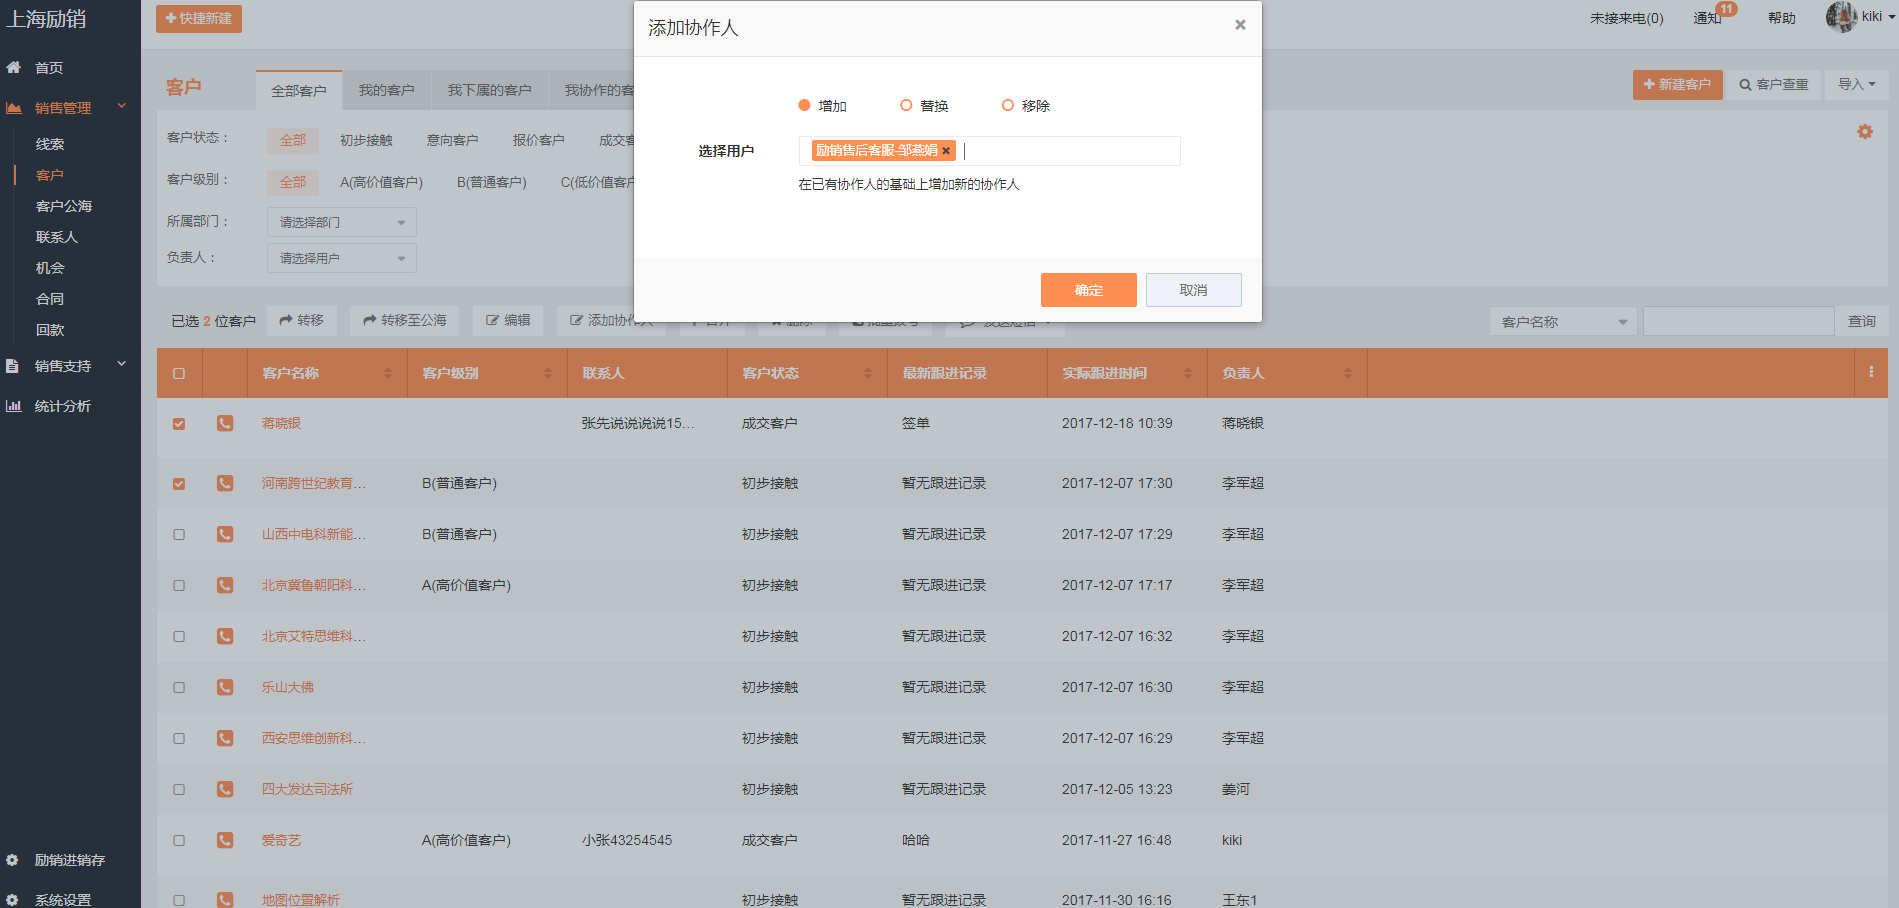 上海励销
快捷新建
未接来电(0)
通知
11
帮助
kiki
首页
销售管理
线索
客户
客户公海
联系人
机会
合同
回款
销售支持
统计分析
励销进销存
系统设置
客户
全部客户
我的客户
我下属的客户
我协作的客
新建客户
客户查重
导入
客户状态：
全部
初步接触
意向客户
报价客户
成交客
客户级别：
全部
A(高价值客户)
B(普通客户)
C(低价值客户
所属部门：
请选择部门
负责人：
请选择用户
添加协作人
×
增加
替换
移除
选择用户
励销售后客服-邹燕娟 ×
在已有协作人的基础上增加新的协作人
确定
取消
已选 2 位客户
转移
转移至公海
编辑
添加协作人
客户名称
查询
客户名称
客户级别
联系人
客户状态
最新跟进记录
实际跟进时间
负责人
蒋晓银 张先说说说说15... 成交客户 签单 2017-12-18 10:39 蒋晓银
河南跨世纪教育... B(普通客户) 初步接触 暂无跟进记录 2017-12-07 17:30 李军超
山西中电科新能... B(普通客户) 初步接触 暂无跟进记录 2017-12-07 17:29 李军超
北京冀鲁朝阳科... A(高价值客户) 初步接触 暂无跟进记录 2017-12-07 17:17 李军超
北京艾特思维科... 初步接触 暂无跟进记录 2017-12-07 16:32 李军超
乐山大佛 初步接触 暂无跟进记录 2017-12-07 16:30 李军超
西安思维创新科... 初步接触 暂无跟进记录 2017-12-07 16:29 李军超
四大发达司法所 初步接触 暂无跟进记录 2017-12-05 13:23 姜河
爱奇艺 A(高价值客户) 小张43254545 成交客户 哈哈 2017-11-27 16:48 kiki
地图位置解析 初步接触 暂无跟进记录 2017-11-30 16:16 王东1